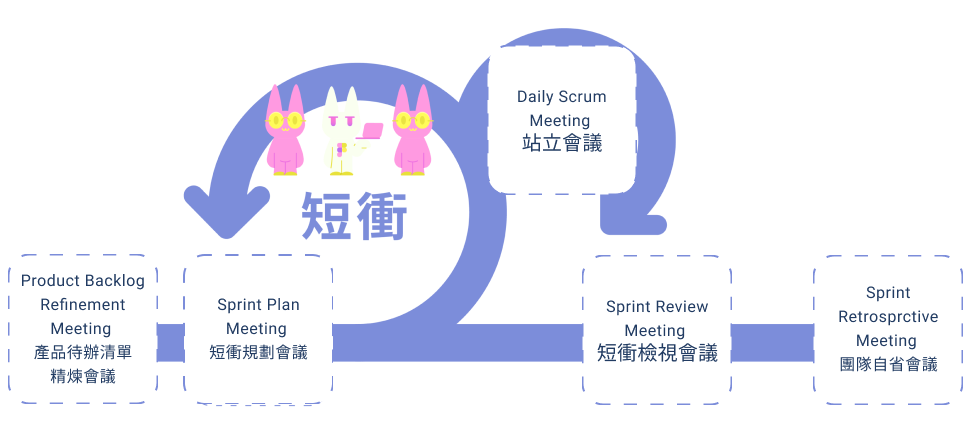 Daily Scrum
Meeting
站立會議
短衝
Product Backlog
Refinement
Meeting
產品待辦清單
精煉會議
Sprint Plan
Meeting
短衝規劃會議
Sprint Review
Meeting
短衝檢視會議
Sprint
Retrosprctive
Meeting
團隊自省會議